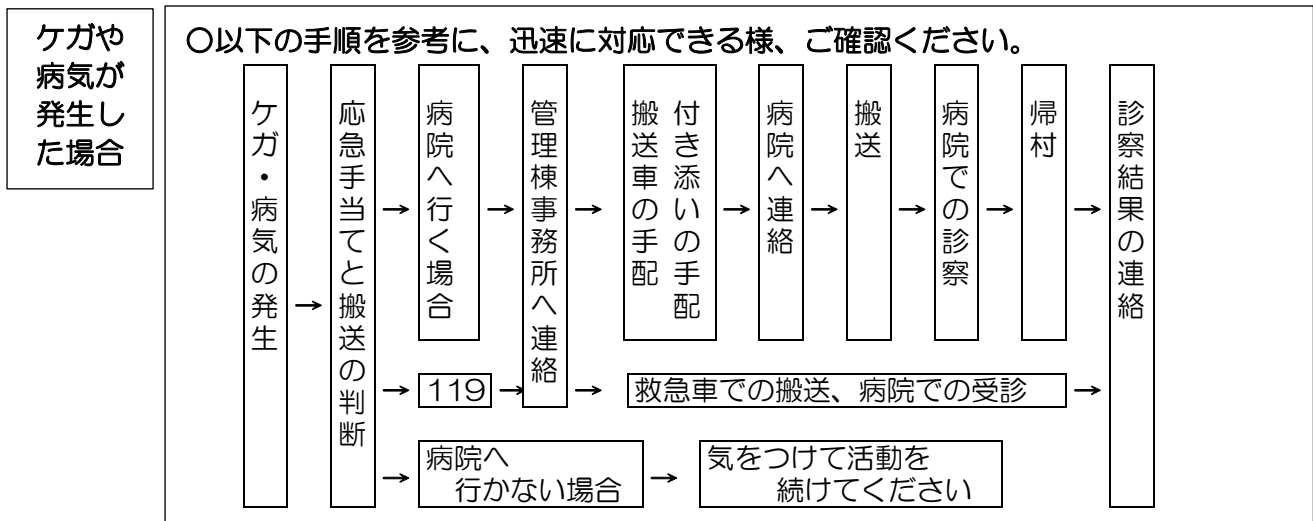 ケガや
病気が
発生し
た場合
○以下の手順を参考に、迅速に対応できる様、ご確認ください。
ケガ・病気の発生
→
応急手当てと搬送の判断
→
病院へ行く場合
→
管理棟事務所へ連絡
→
付き添いの手配
搬送車の手配
→
病院へ連絡
→
搬送
→
病院での診察
→
帰村
→
診察結果の連絡
→
119
→
→
救急車での搬送、病院での受診
→
→
病院へ
行かない場合
→
気をつけて活動を
続けてください